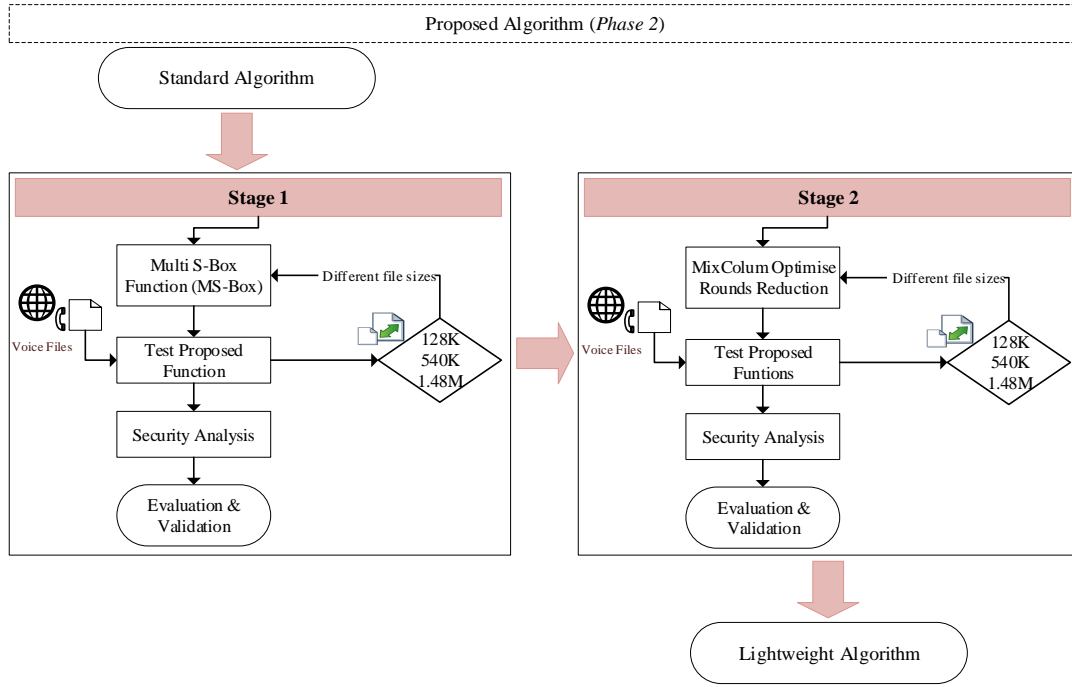 Proposed Algorithm (Phase 2)
Standard Algorithm
Stage 1
Multi S-Box
Function (MS-Box)
Different file sizes
Voice Files
Test Proposed
Function
128K
540K
1.48M
Security Analysis
Evaluation &
Validation
Stage 2
MixColum Optimise
Rounds Reduction
Different file sizes
Voice Files
Test Proposed
Funtions
128K
540K
1.48M
Security Analysis
Evaluation &
Validation
Lightweight Algorithm